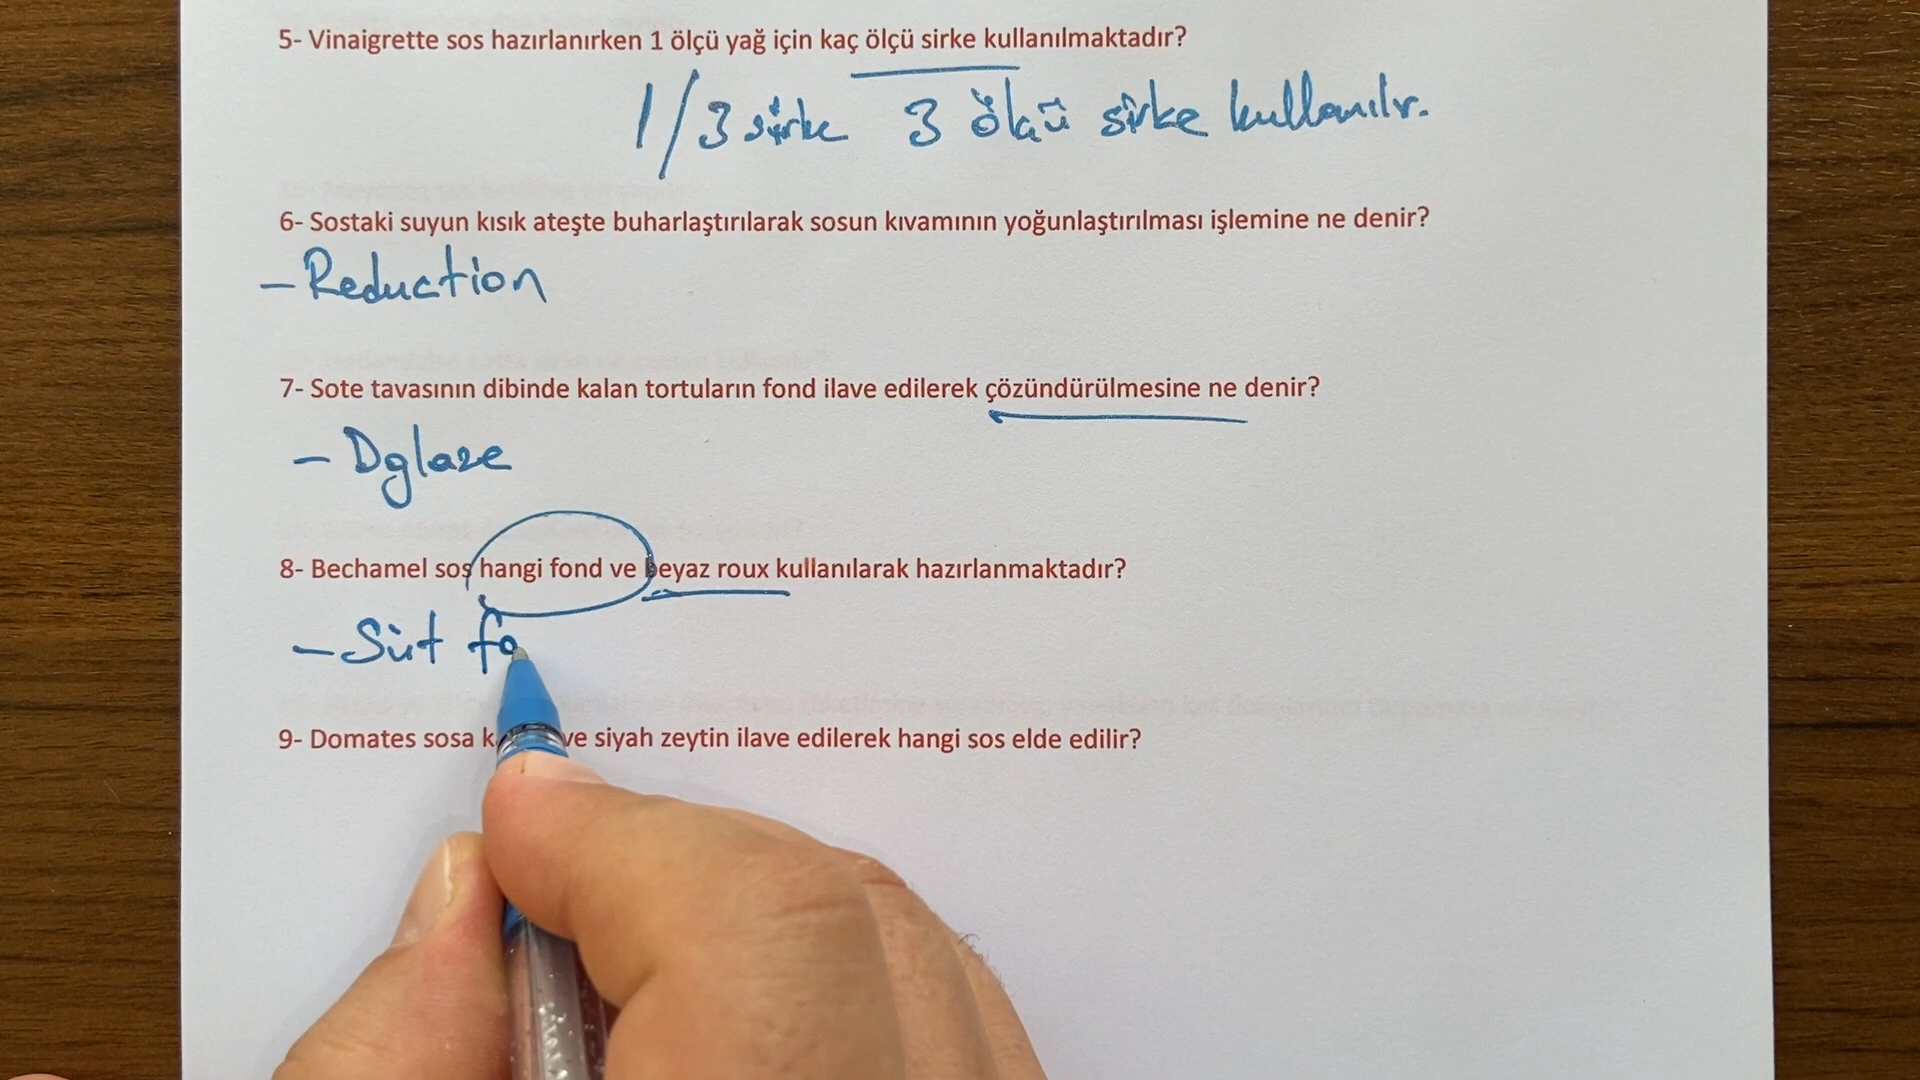 5- Vinaigrette sos hazırlanırken 1 ölçü yağ için kaç ölçü sirke kullanılmaktadır?
1/3 sirke 3 ölçü sirke kullanılır.
6- Sostaki suyun kısık ateşte buharlaştırılarak sosun kıvamının yoğunlaştırılması işlemine ne denir?
- Reduction
7- Sote tavasının dibinde kalan tortuların fond ilave edilerek çözündürülmesine ne denir?
- Dglaze
8- Bechamel sos hangi fond ve beyaz roux kullanılarak hazırlanmaktadır?
- Süt fo
9- Domates sosa ve siyah zeytin ilave edilerek hangi sos elde edilir?